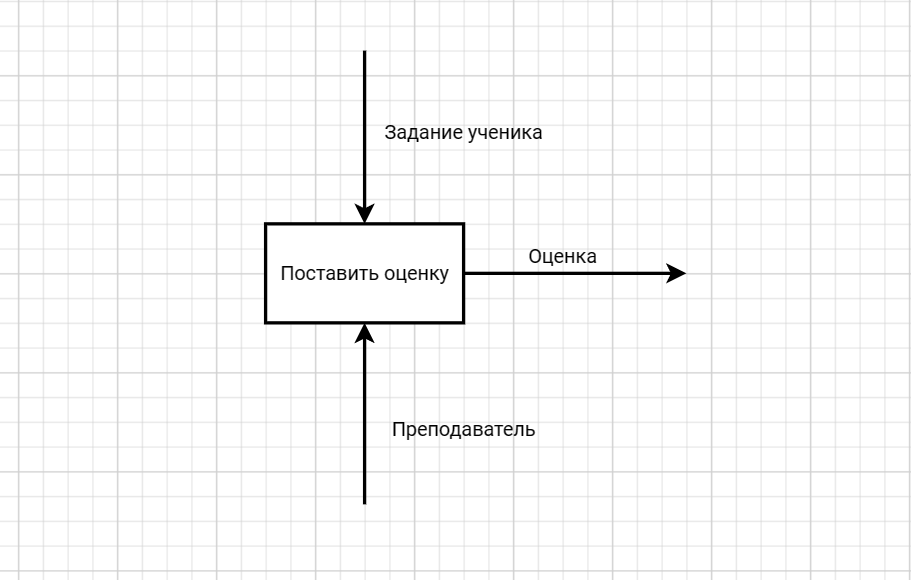 Задание ученика
Оценка
Поставить оценку
Преподаватель